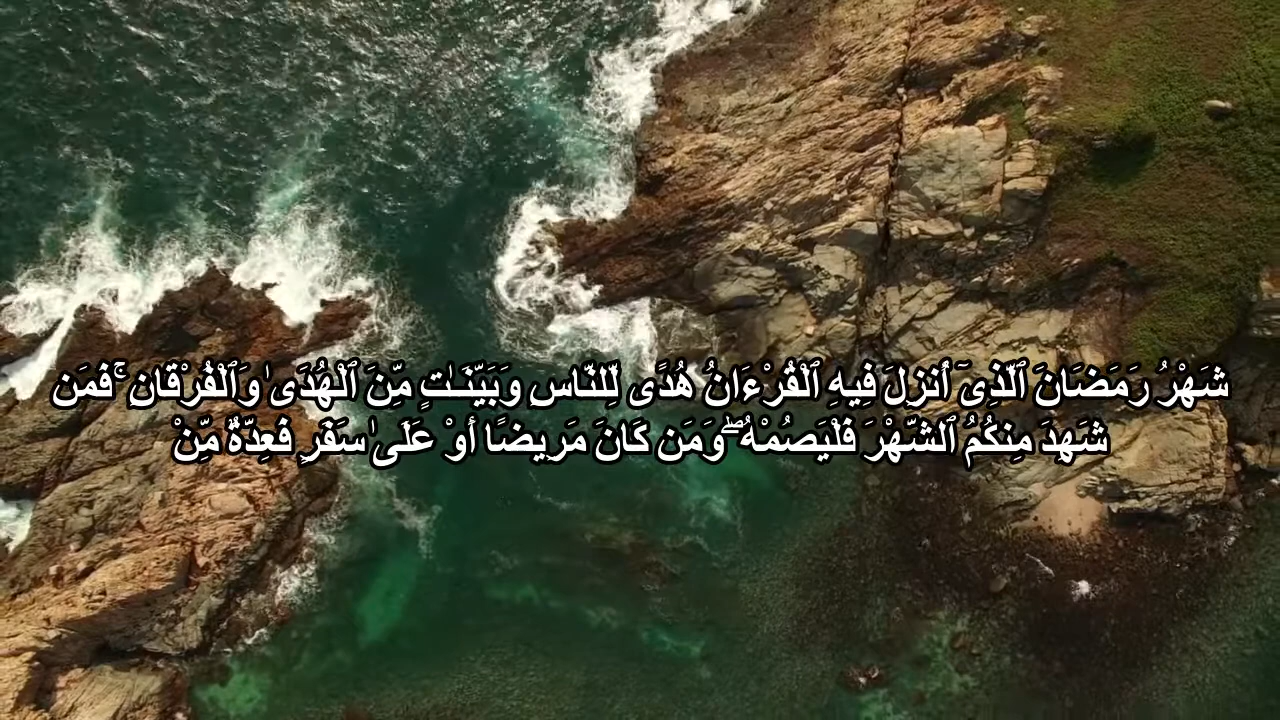 شَهْرُ رَمَضَانَ ٱلَّذِىٓ أُنزِلَ فِيهِ ٱلْقُرْءَانُ هُدًى لِّلنَّاسِ وَبَيِّنَـٰتٍ مِّنَ ٱلْهُدَىٰ وَٱلْفُرْقَانِ ۚ فَمَن
شَهِدَ مِنكُمُ ٱلشَّهْرَ فَلْيَصُمْهُ ۖ وَمَن كَانَ مَرِيضًا أَوْ عَلَىٰ سَفَرٍ فَعِدَّةٌ مِّنْ